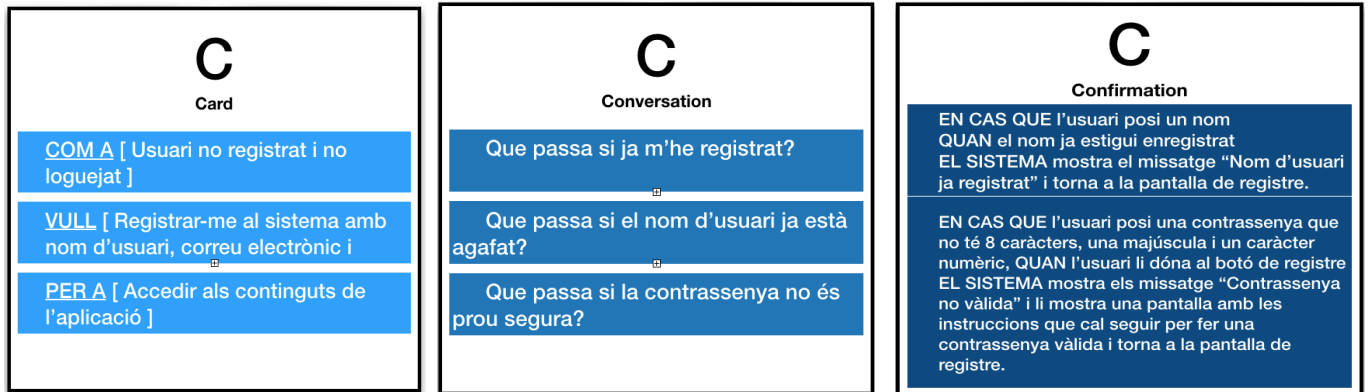 C
Card
COM A [ Usuari no registrat i no
loguejat ]
VULL [ Registrar-me al sistema amb
nom d’usuari, correu electrònic i
PER A [ Accedir als continguts de
l’aplicació ]
C
Conversation
Que passa si ja m’he registrat?
Que passa si el nom d’usuari ja està
agafat?
Que passa si la contrassenya no és
prou segura?
C
Confirmation
EN CAS QUE l’usuari posi un nom
QUAN el nom ja estigui enregistrat
EL SISTEMA mostra el missatge “Nom d’usuari
ja registrat” i torna a la pantalla de registre.
EN CAS QUE l’usuari posi una contrassenya que
no té 8 caràcters, una majúscula i un caràcter
numèric, QUAN l’usuari li dóna al botó de registre
EL SISTEMA mostra els missatge “Contrassenya
no vàlida” i li mostra una pantalla amb les
instruccions que cal seguir per fer una
contrassenya vàlida i torna a la pantalla de
registre.